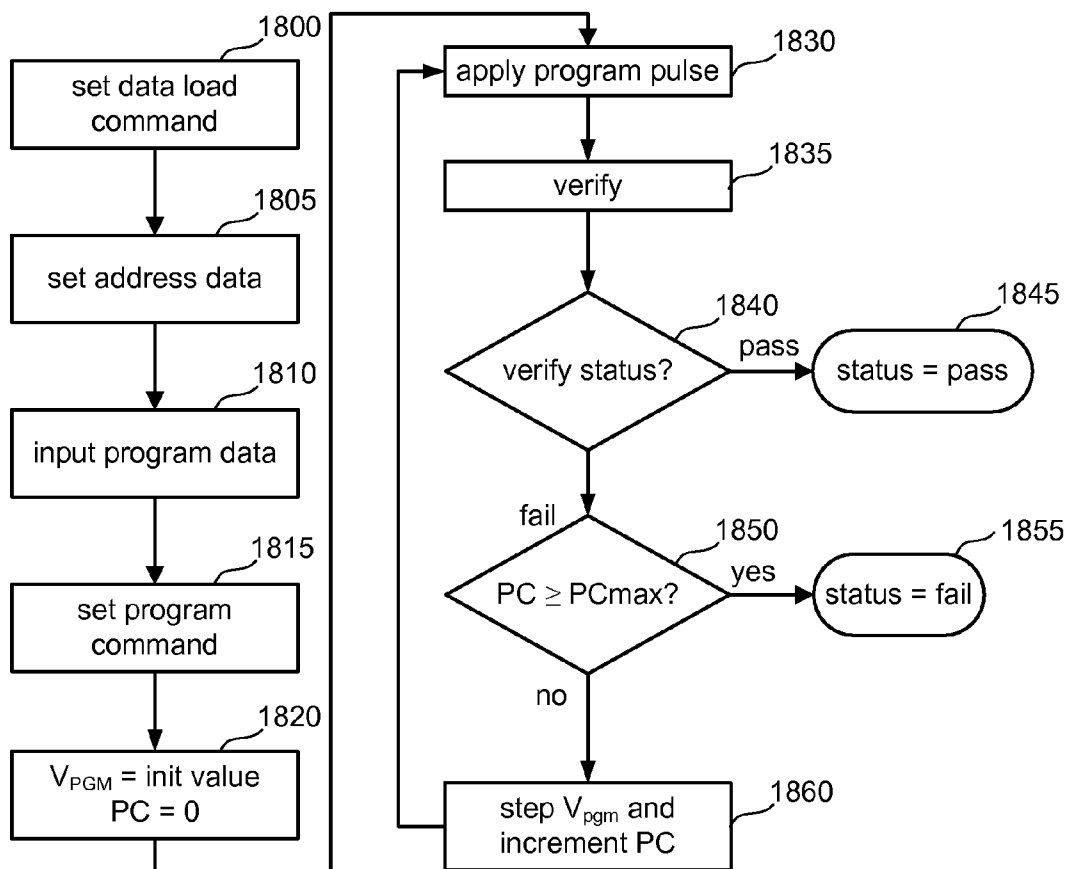 1800
set data load
command
1805
set address data
1810
input program data
1815
set program
command
1820
V_PGM = init value
PC = 0
1830
apply program pulse
1835
verify
1840
verify status?
pass
1845
status = pass
fail
1850
PC ≥ PCmax?
yes
1855
status = fail
no
1860
step V_pgm and
increment PC